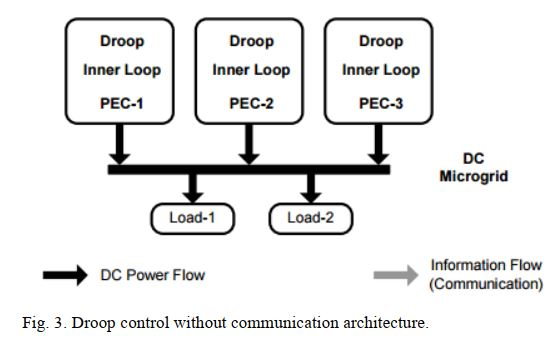 Droop
Inner Loop
PEC-1
Droop
Inner Loop
PEC-2
Droop
Inner Loop
PEC-3
DC
Microgrid
Load-1
Load-2
DC Power Flow
Information Flow
(Communication)
Fig. 3. Droop control without communication architecture.